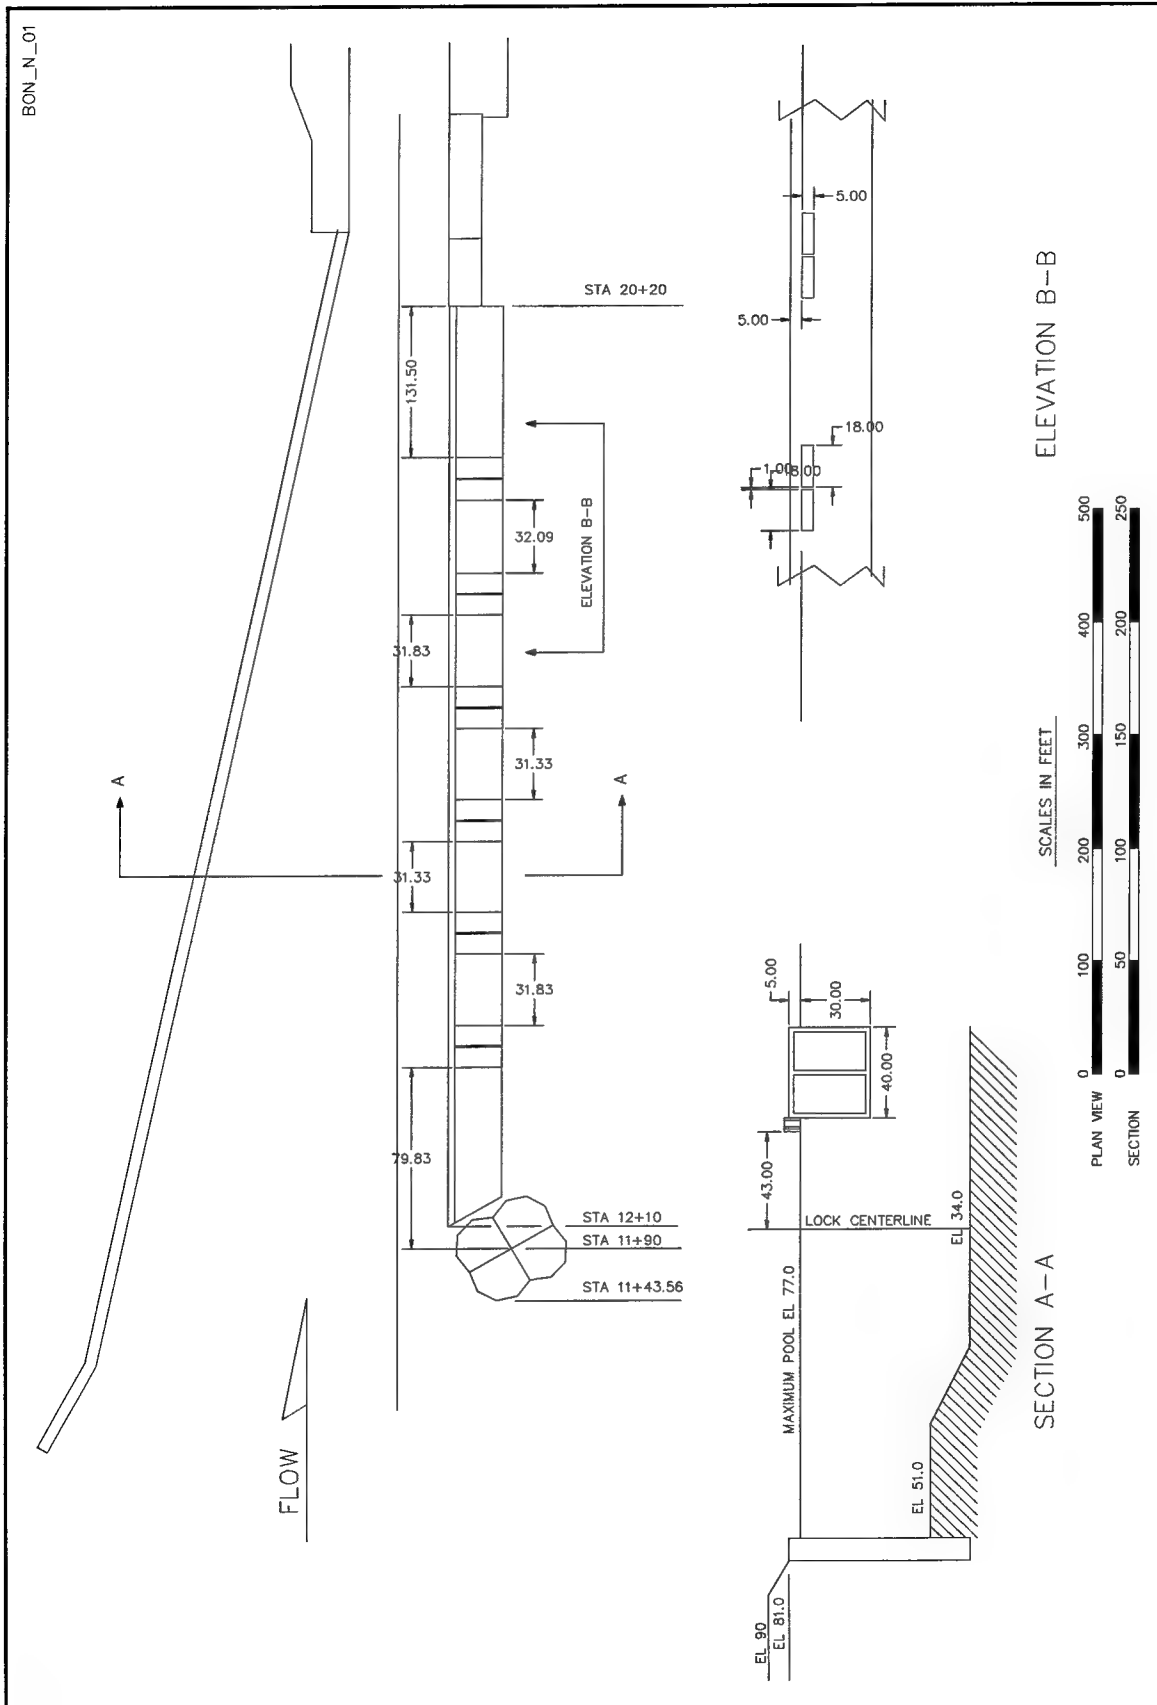 BON_N_01
STA 20+20
131.50
32.09
ELEVATION B-B
31.83
31.33
A
A
31.33
31.83
79.83
STA 12+10
STA 11+90
STA 11+43.56
FLOW
5.00
5.00
18.00
1.00
18.00
ELEVATION B-B
5.00
30.00
40.00
43.00
LOCK CENTERLINE
EL 34.0
MAXIMUM POOL EL 77.0
EL 51.0
EL 90
EL 81.0
SECTION A-A
SCALES IN FEET
PLAN VIEW 0 100 200 300 400 500
SECTION 0 50 100 150 200 250